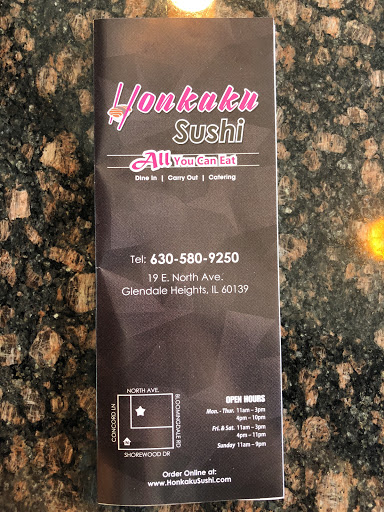 Honkaku
Sushi
All You Can Eat
Dine In | Carry Out | Catering
Tel: 630-580-9250
19 E. North Ave.
Glendale Heights, IL 60139
NORTH AVE.
CONCORD LN
BLOOMINGDALE RD
SHOREWOOD DR
OPEN HOURS
Mon. - Thur. 11am – 3pm
4pm – 10pm
Fri. & Sat. 11am – 3pm
4pm – 11pm
Sunday 11am – 9pm
Order Online at:
www.HonkakuSushi.com